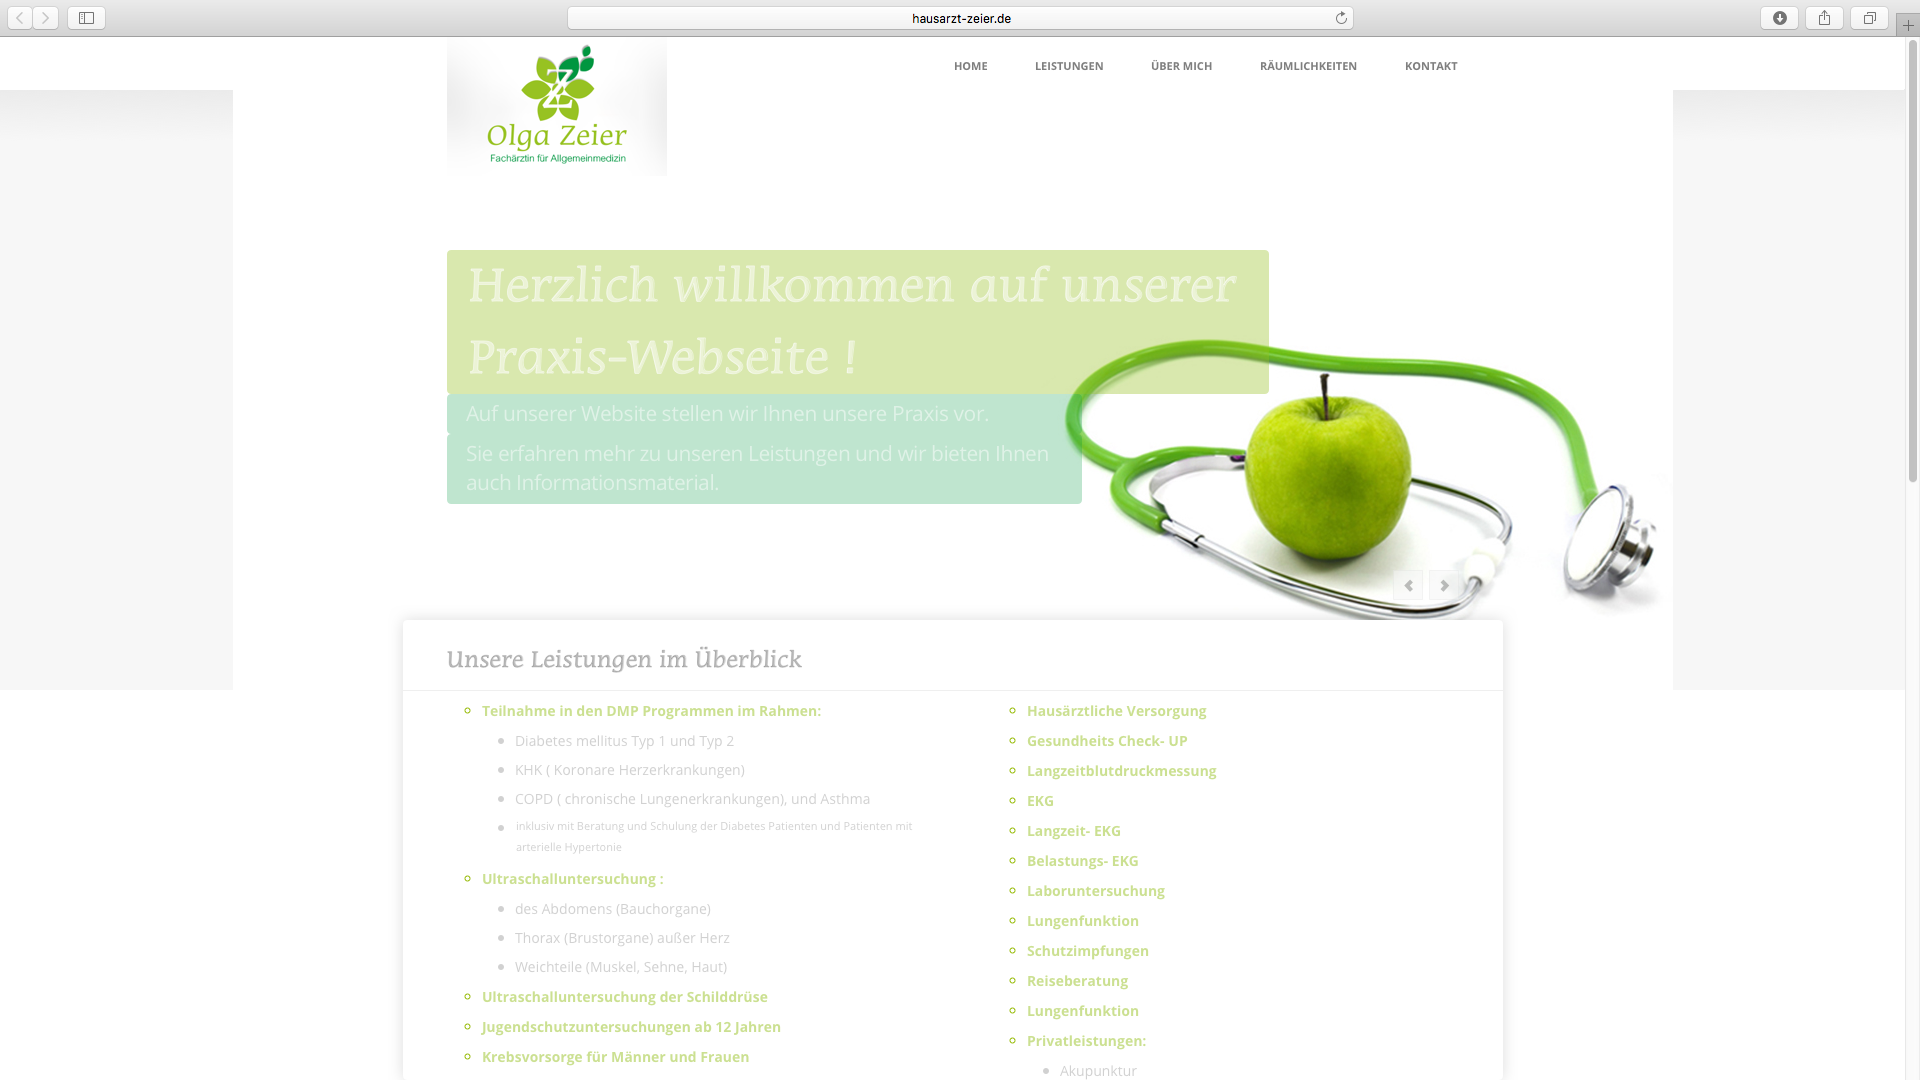 hausarzt-zeier.de
HOME
LEISTUNGEN
ÜBER MICH
RÄUMLICHKEITEN
KONTAKT
Z
Olga Zeier
Fachärztin für Allgemeinmedizin
Herzlich willkommen auf unserer
Praxis-Webseite !
Auf unserer Website stellen wir Ihnen unsere Praxis vor.
Sie erfahren mehr zu unseren Leistungen und wir bieten Ihnen
auch Informationsmaterial.
Unsere Leistungen im Überblick
Teilnahme in den DMP Programmen im Rahmen:
Diabetes mellitus Typ 1 und Typ 2
KHK ( Koronare Herzerkrankungen)
COPD ( chronische Lungenerkrankungen), und Asthma
inklusiv mit Beratung und Schulung der Diabetes Patienten und Patienten mit
arterielle Hypertonie
Ultraschalluntersuchung :
des Abdomens (Bauchorgane)
Thorax (Brustorgane) außer Herz
Weichteile (Muskel, Sehne, Haut)
Ultraschalluntersuchung der Schilddrüse
Jugendschutzuntersuchungen ab 12 Jahren
Krebsvorsorge für Männer und Frauen
Hausärztliche Versorgung
Gesundheits Check- UP
Langzeitblutdruckmessung
EKG
Langzeit- EKG
Belastungs- EKG
Laboruntersuchung
Lungenfunktion
Schutzimpfungen
Reiseberatung
Lungenfunktion
Privatleistungen:
Akupunktur